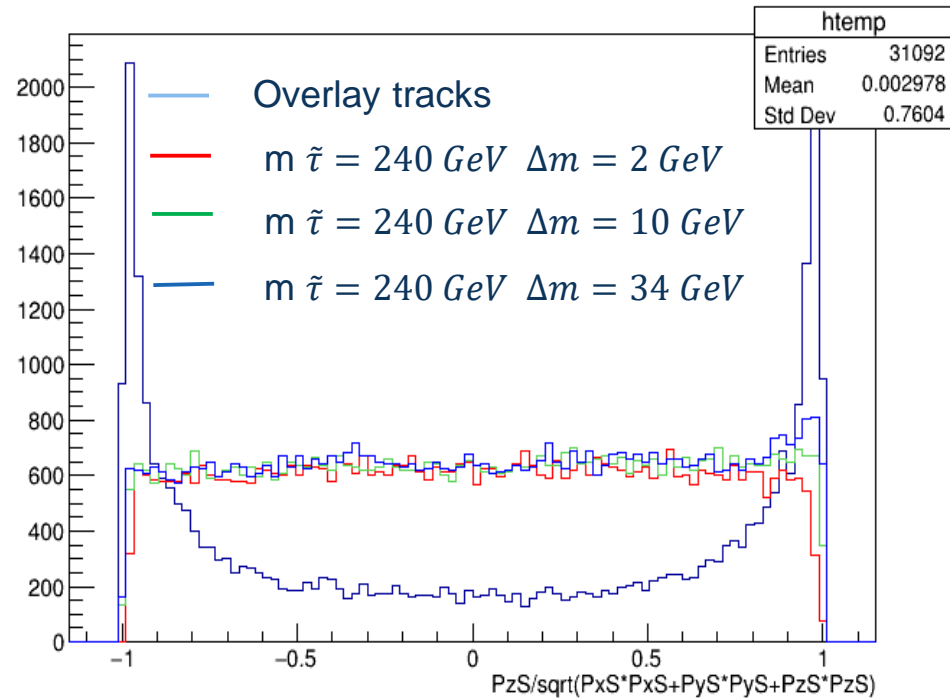 htemp
Entries 31092
Mean 0.002978
Std Dev 0.7604
Overlay tracks
m τ̃ = 240 GeV Δm = 2 GeV
m τ̃ = 240 GeV Δm = 10 GeV
m τ̃ = 240 GeV Δm = 34 GeV
2000
1800
1600
1400
1200
1000
800
600
400
200
0
−1 −0.5 0 0.5 1
PzS/sqrt(PxS*PxS+PyS*PyS+PzS*PzS)